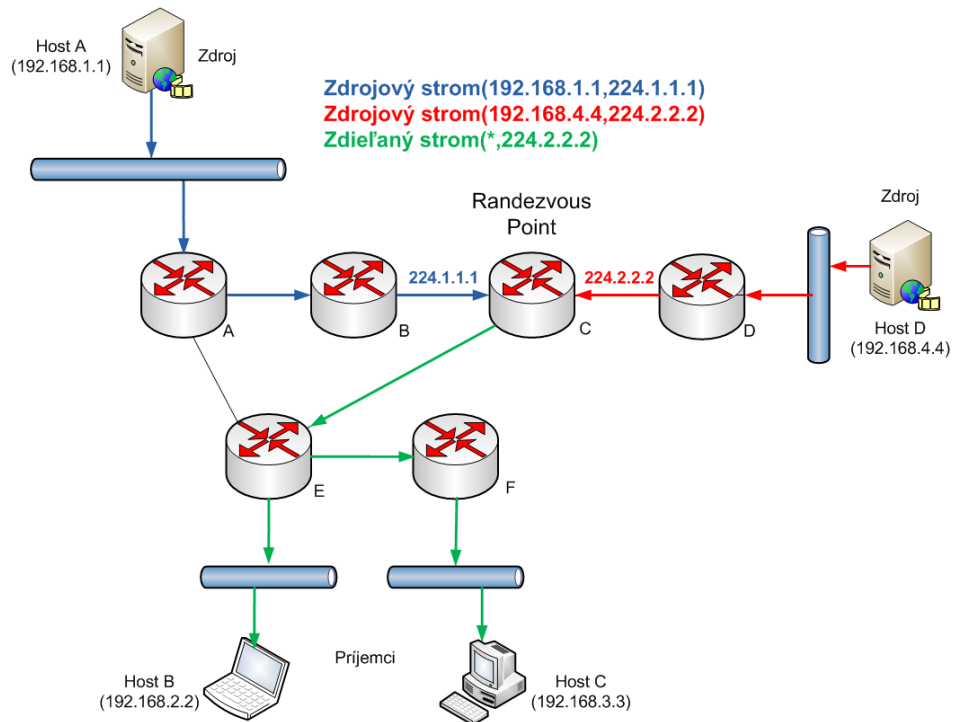 Host A
(192.168.1.1)
Zdroj
Zdrojový strom(192.168.1.1,224.1.1.1)
Zdrojový strom(192.168.4.4,224.2.2.2)
Zdieľaný strom(*,224.2.2.2)
Randezvous
Point
Zdroj
224.1.1.1
224.2.2.2
A
B
C
D
Host D
(192.168.4.4)
E
F
Príjemci
Host B
(192.168.2.2)
Host C
(192.168.3.3)